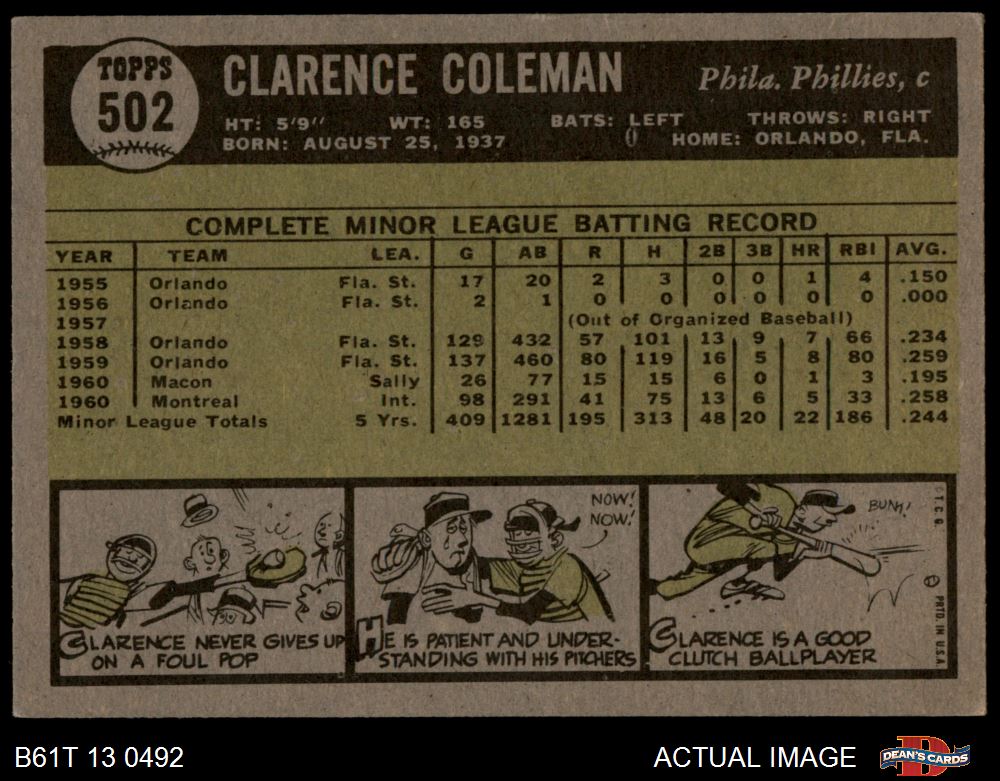 TOPPS
502
CLARENCE COLEMAN
Phila. Phillies, c
HT: 5'9" WT: 165 BATS: LEFT THROWS: RIGHT
BORN: AUGUST 25, 1937 HOME: ORLANDO, FLA.
COMPLETE MINOR LEAGUE BATTING RECORD
YEAR TEAM LEA. G AB R H 2B 3B HR RBI AVG.
1955 Orlando Fla. St. 17 20 2 3 0 0 1 4 .150
1956 Orlando Fla. St. 2 1 0 0 0 0 0 0 .000
1957 (Out of Organized Baseball)
1958 Orlando Fla. St. 129 432 57 101 13 9 7 66 .234
1959 Orlando Fla. St. 137 460 80 119 16 5 8 80 .259
1960 Macon Sally 26 77 15 15 6 0 1 3 .195
1960 Montreal Int. 98 291 41 75 13 6 5 33 .258
Minor League Totals 5 Yrs. 409 1281 195 313 48 20 22 186 .244
CLARENCE NEVER GIVES UP
ON A FOUL POP
NOW!
NOW!
HE IS PATIENT AND UNDER-
STANDING WITH HIS PITCHERS
BUNK!
CLARENCE IS A GOOD
CLUTCH BALLPLAYER
T.C.G.
PRTD. IN U.S.A.
B61T 13 0492
ACTUAL IMAGE
DEAN'S CARDS